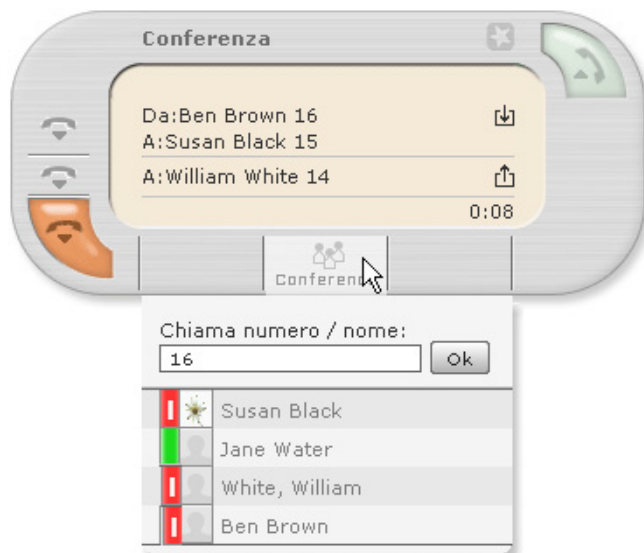 Conferenza
Da:Ben Brown 16
A:Susan Black 15
A:William White 14
0:08
Chiama numero / nome:
16
Ok
Susan Black
Jane Water
White, William
Ben Brown